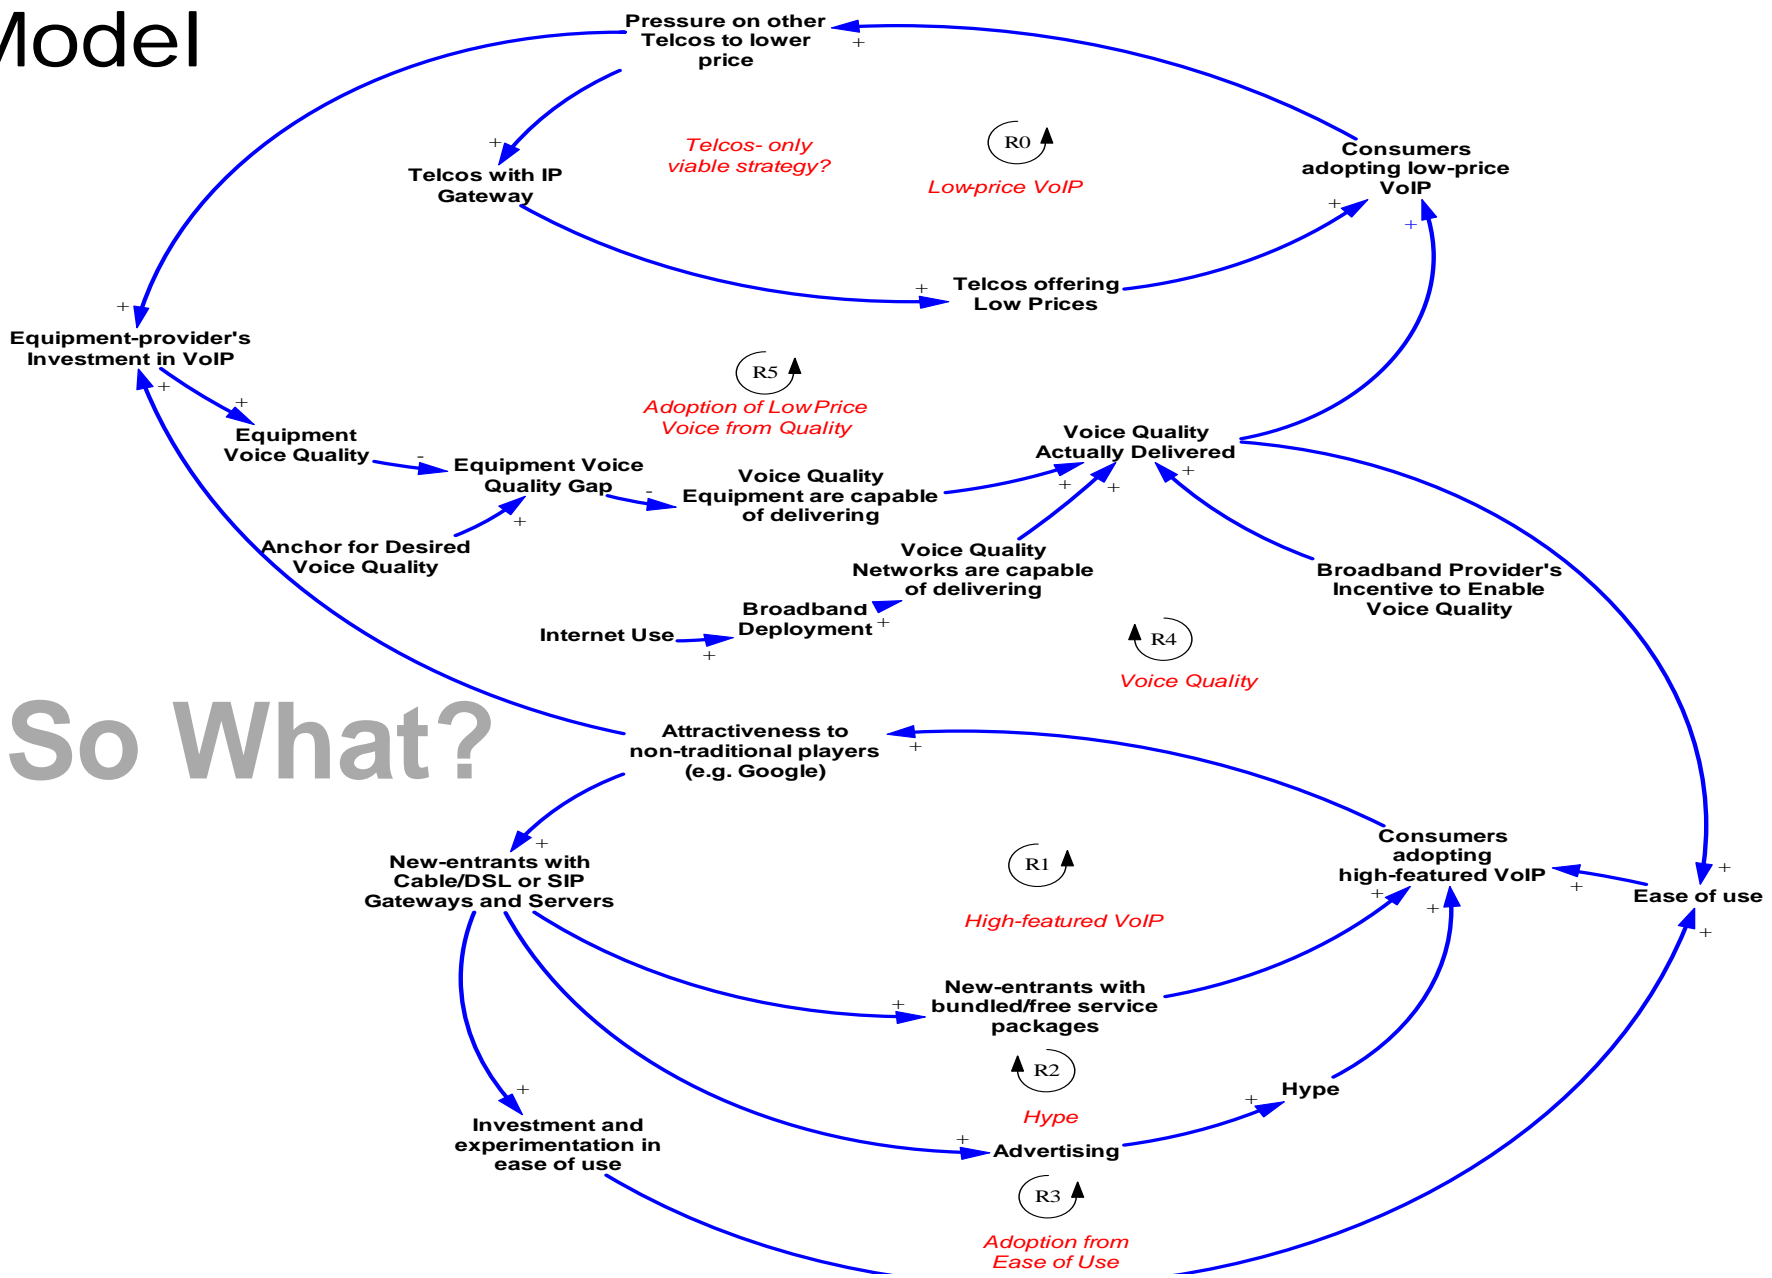 Model
Pressure on other
Telcos to lower
price
+
+
Telcos- only
viable strategy?
R0
Low-price VoIP
Consumers
adopting low-price
VoIP
+
+
Telcos with IP
Gateway
+
Telcos offering
Low Prices
+
Equipment-provider's
Investment in VoIP
+
R5
Adoption of Low Price
Voice from Quality
+
Equipment
Voice Quality
-
Equipment Voice
Quality Gap
-
+
Voice Quality
Equipment are capable
of delivering
Voice Quality
Actually Delivered
+
+
+
Anchor for Desired
Voice Quality
Voice Quality
Networks are capable
of delivering
Broadband Provider's
Incentive to Enable
Voice Quality
Internet Use
+
Broadband
Deployment
+
R4
Voice Quality
So What?
Attractiveness to
non-traditional players
(e.g. Google)
+
+
New-entrants with
Cable/DSL or SIP
Gateways and Servers
R1
High-featured VoIP
Consumers
adopting
high-featured VoIP
+
+
+
+
Ease of use
+
New-entrants with
bundled/free service
packages
+
R2
Hype
Hype
+
+
Investment and
experimentation in
ease of use
+
Advertising
R3
Adoption from
Ease of Use